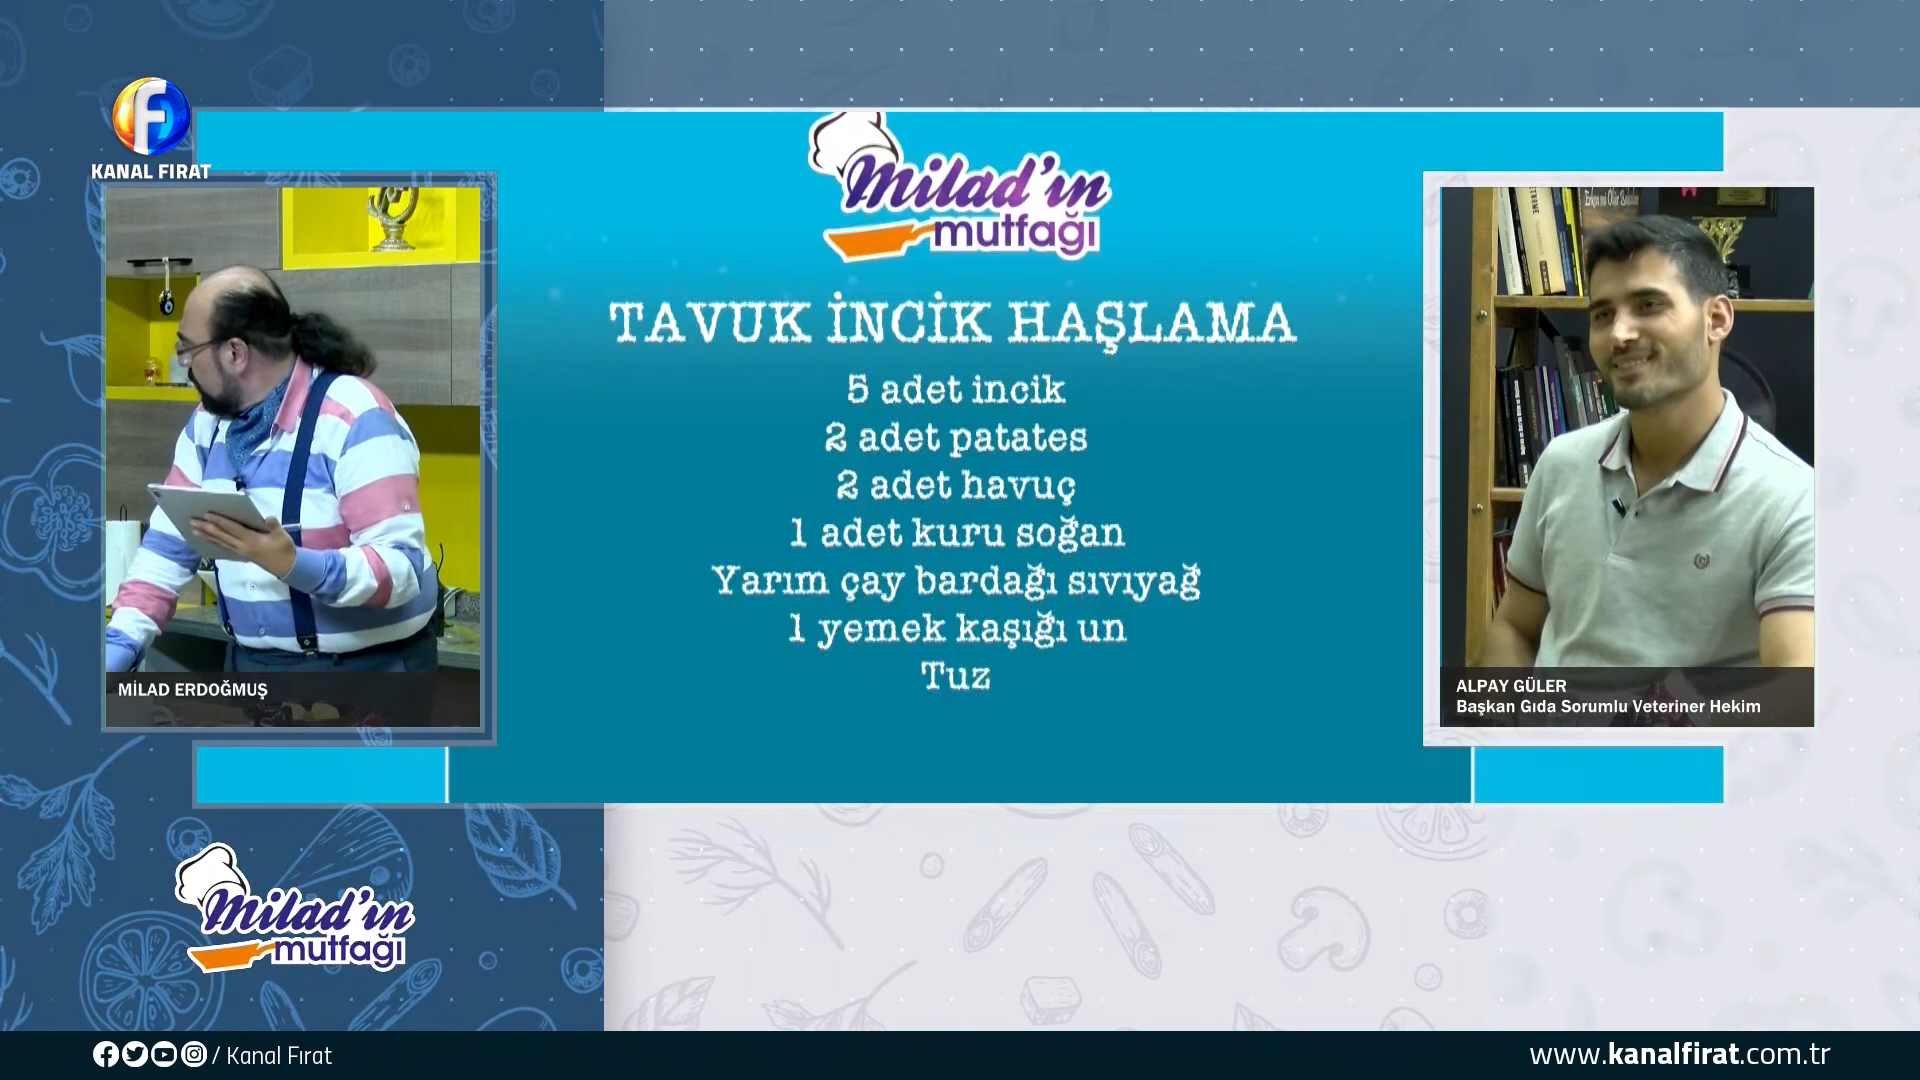 KANAL FIRAT
Milad'ın
mutfağı
TAVUK İNCİK HAŞLAMA
5 adet incik
2 adet patates
2 adet havuç
1 adet kuru soğan
Yarım çay bardağı sıvıyağ
1 yemek kaşığı un
Tuz
MİLAD ERDOĞMUŞ
ALPAY GÜLER
Başkan Gıda Sorumlu Veteriner Hekim
Milad'ın
mutfağı
/ Kanal Fırat
www.kanalfirat.com.tr